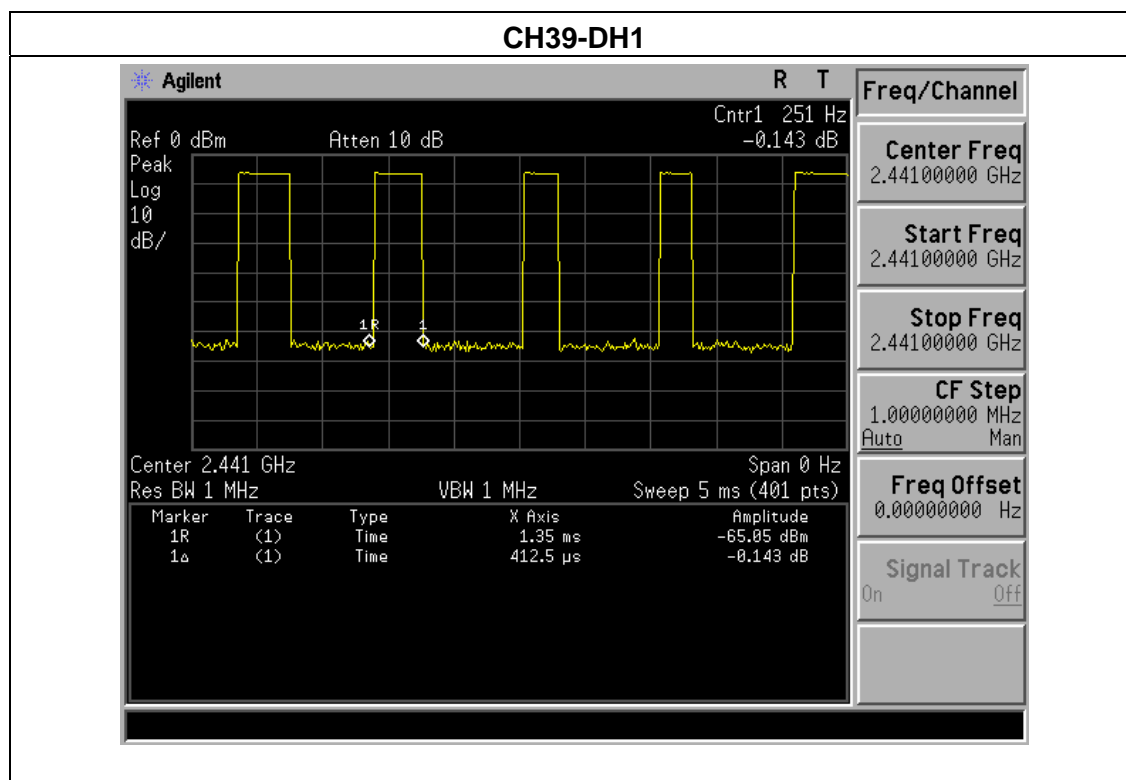 CH39-DH1
Agilent
R T
Cntr1 251 Hz
Ref 0 dBm Atten 10 dB -0.143 dB
Peak
Log
10
dB/
1R 1
Center 2.441 GHz Span 0 Hz
Res BW 1 MHz VBW 1 MHz Sweep 5 ms (401 pts)
Marker Trace Type X Axis Amplitude
1R (1) Time 1.35 ms -65.05 dBm
1Δ (1) Time 412.5 µs -0.143 dB
Freq/Channel
Center Freq
2.44100000 GHz
Start Freq
2.44100000 GHz
Stop Freq
2.44100000 GHz
CF Step
1.00000000 MHz
Auto Man
Freq Offset
0.00000000 Hz
Signal Track
On Off